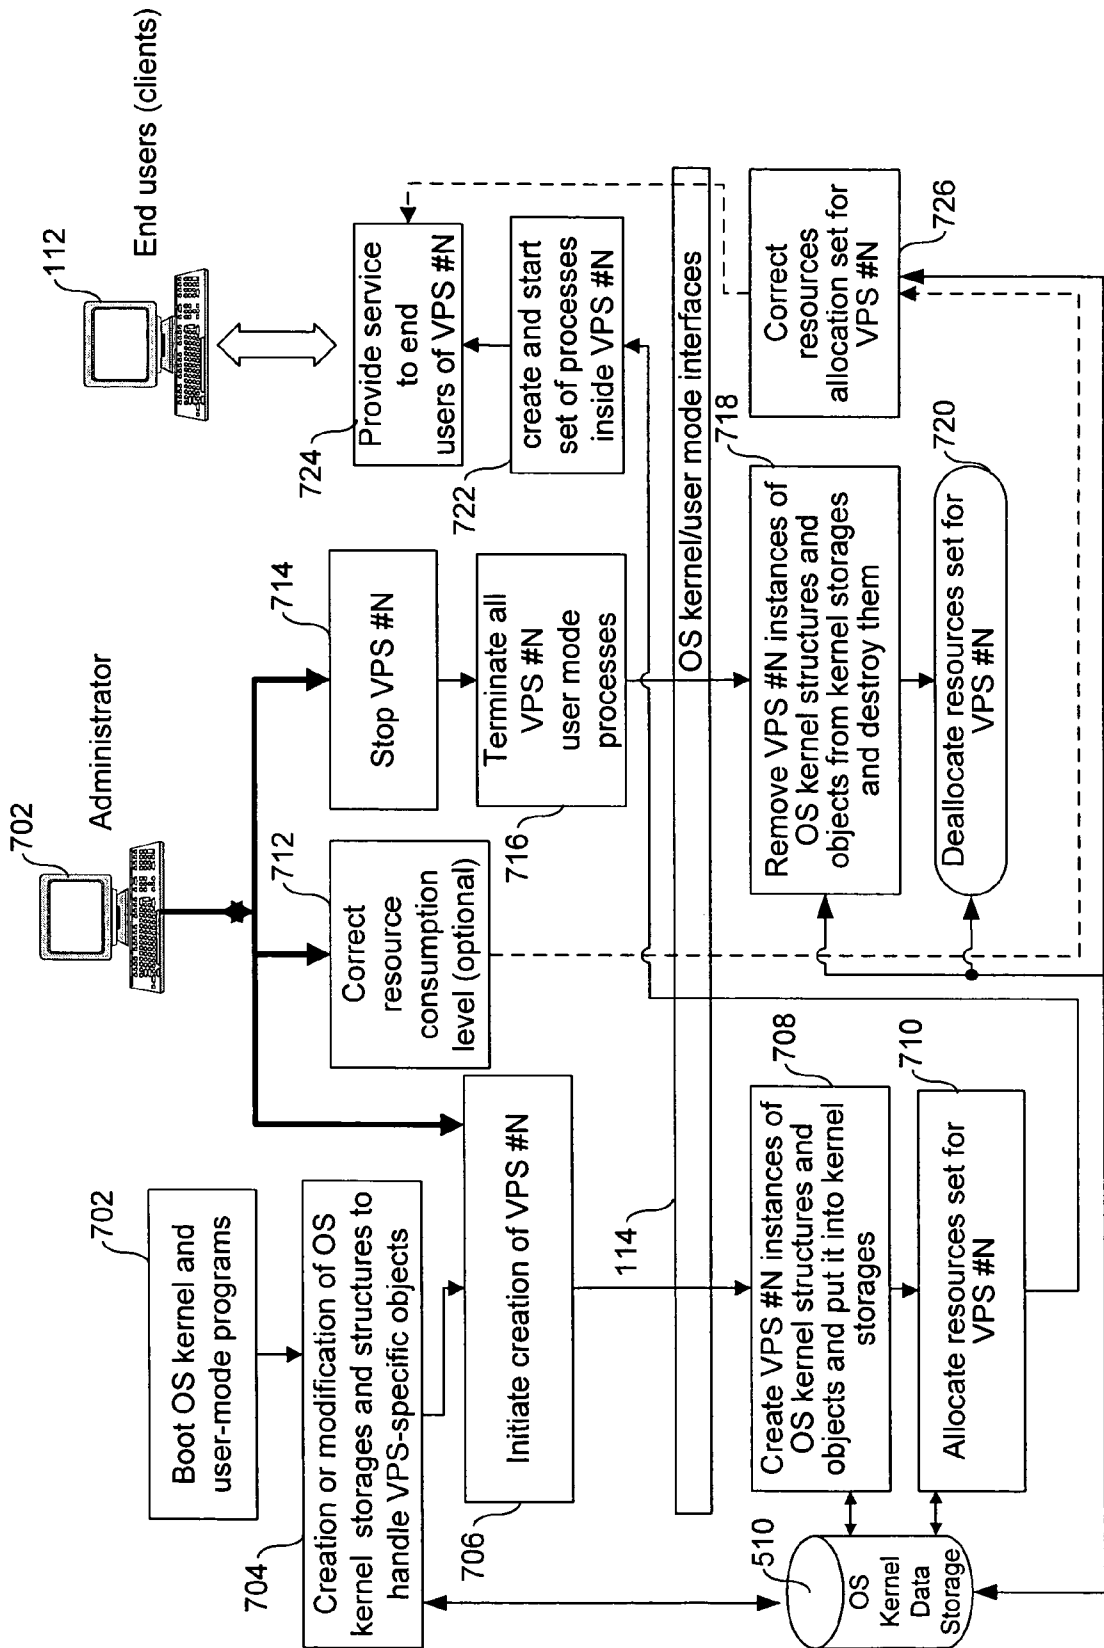 702
Administrator
112
End users (clients)
702
Boot OS kernel and
user-mode programs
704
Creation or modification of OS
kernel storages and structures to
handle VPS-specific objects
706
Initiate creation of VPS #N
712
Correct
resource
consumption
level (optional)
714
Stop VPS #N
716
Terminate all
VPS #N
user mode
processes
724
Provide service
to end
users of VPS #N
722
create and start
set of processes
inside VPS #N
114
OS kernel/user mode interfaces
510
OS
Kernel
Data
Storage
708
Create VPS #N instances of
OS kernel structures and
objects and put it into kernel
storages
710
Allocate resources set for
VPS #N
718
Remove VPS #N instances of
OS kernel structures and
objects from kernel storages
and destroy them
720
Deallocate resources set for
VPS #N
726
Correct
resources
allocation set for
VPS #N